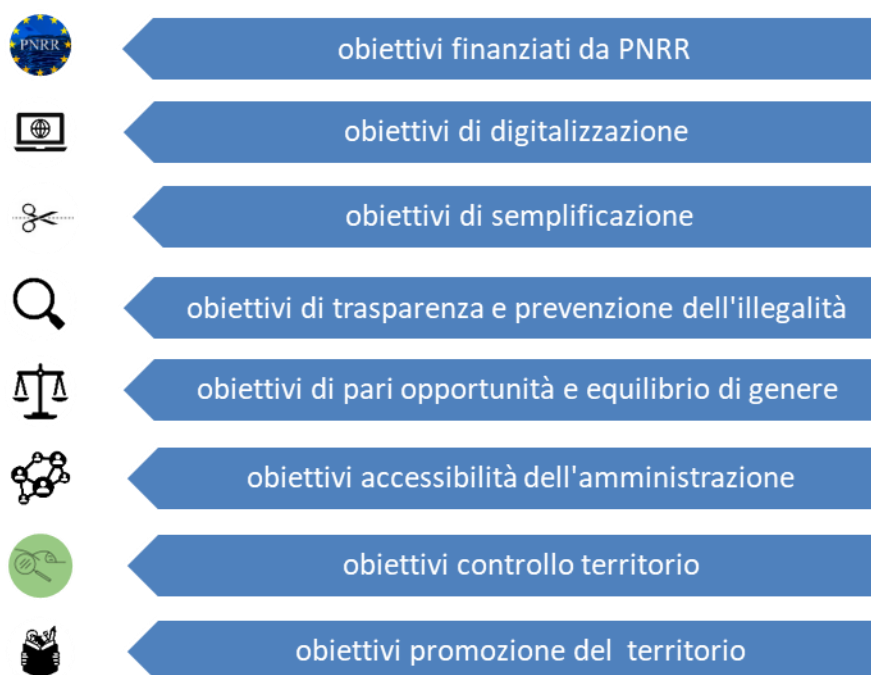 PNRR
obiettivi finanziati da PNRR
obiettivi di digitalizzazione
obiettivi di semplificazione
obiettivi di trasparenza e prevenzione dell'illegalità
obiettivi di pari opportunità e equilibrio di genere
obiettivi accessibilità dell'amministrazione
obiettivi controllo territorio
obiettivi promozione del territorio